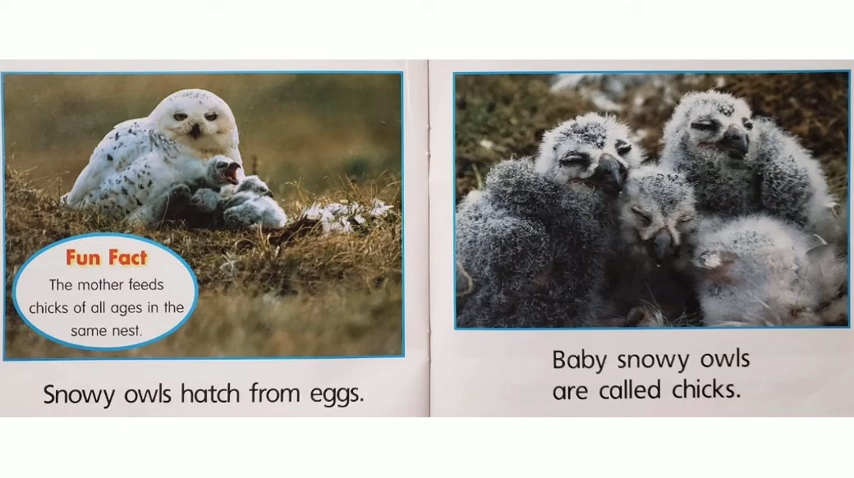 Fun Fact
The mother feeds
chicks of all ages in the
same nest.
Snowy owls hatch from eggs.
Baby snowy owls
are called chicks.